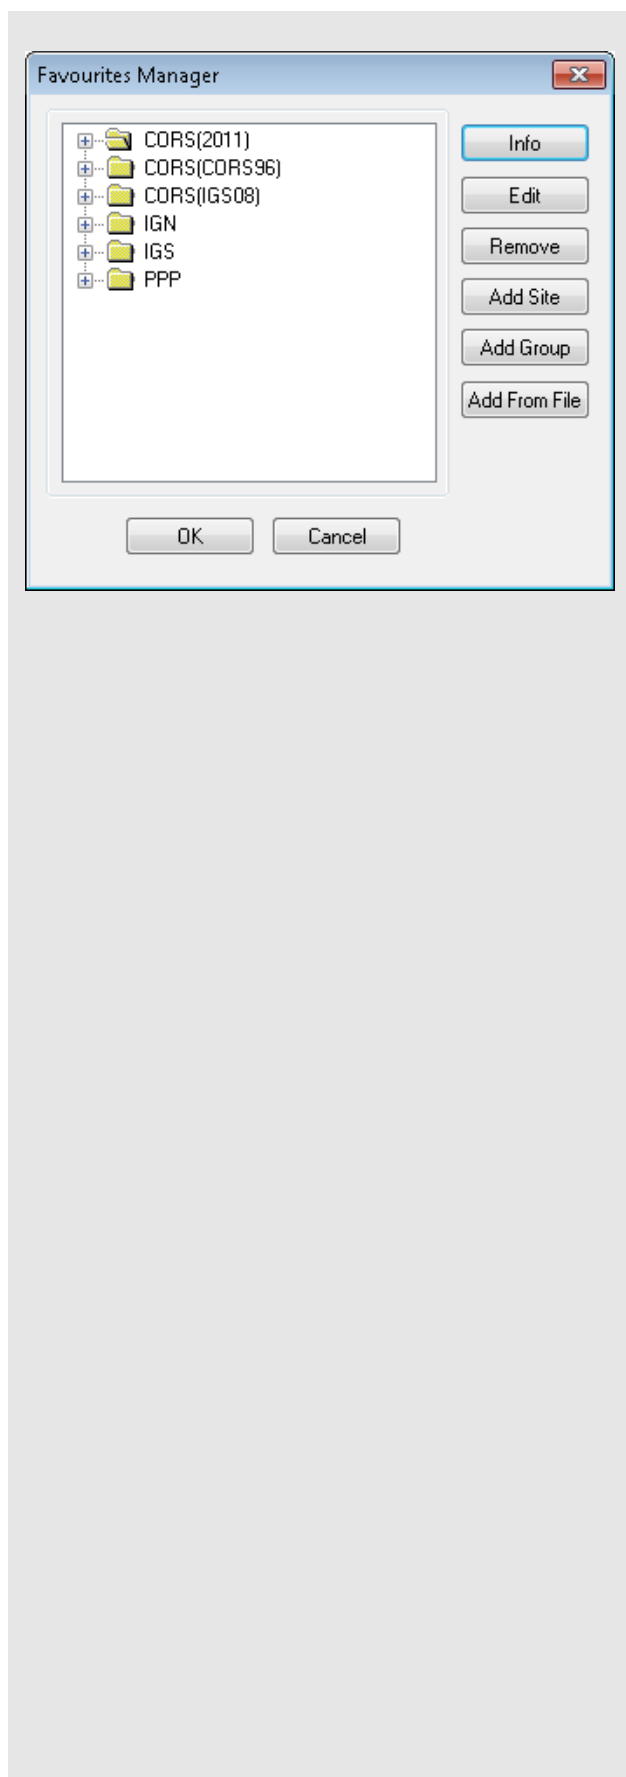 Favourites Manager
CORS(2011)
CORS(CORS96)
CORS(IGS08)
IGN
IGS
PPP
Info
Edit
Remove
Add Site
Add Group
Add From File
OK
Cancel